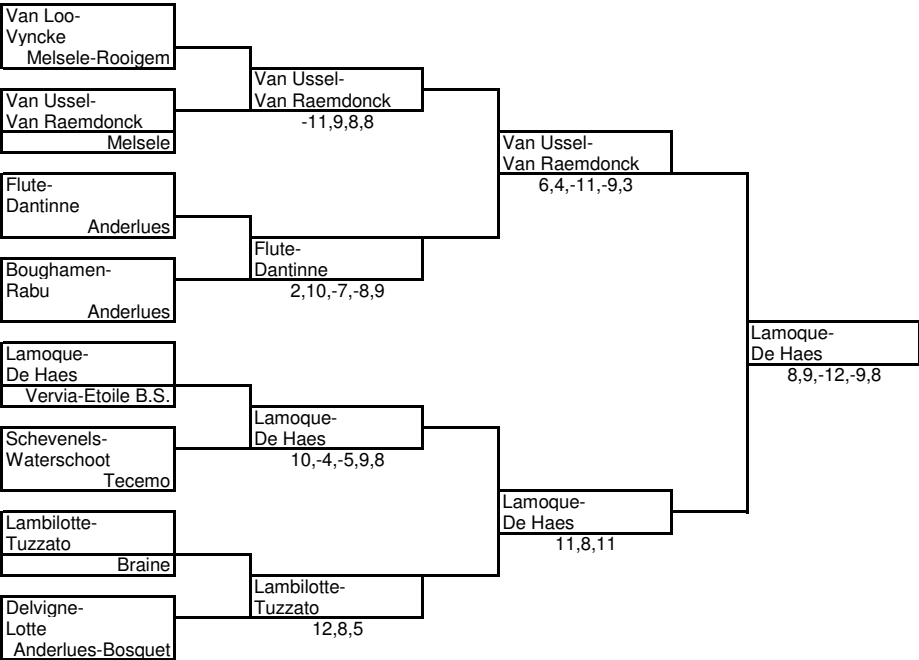 Van Loo-
Vyncke
Melsele-Rooigem
Van Ussel-
Van Raemdonck
Melsele
Flute-
Dantinne
Anderlues
Boughamen-
Rabu
Anderlues
Lamoque-
De Haes
Vervia-Etoile B.S.
Schevenels-
Waterschoot
Tecemo
Lambilotte-
Tuzzato
Braine
Delvigne-
Lotte
Anderlues-Bosquet
Van Ussel-
Van Raemdonck
-11,9,8,8
Flute-
Dantinne
2,10,-7,-8,9
Lamoque-
De Haes
10,-4,-5,9,8
Lambilotte-
Tuzzato
12,8,5
Van Ussel-
Van Raemdonck
6,4,-11,-9,3
Lamoque-
De Haes
11,8,11
Lamoque-
De Haes
8,9,-12,-9,8